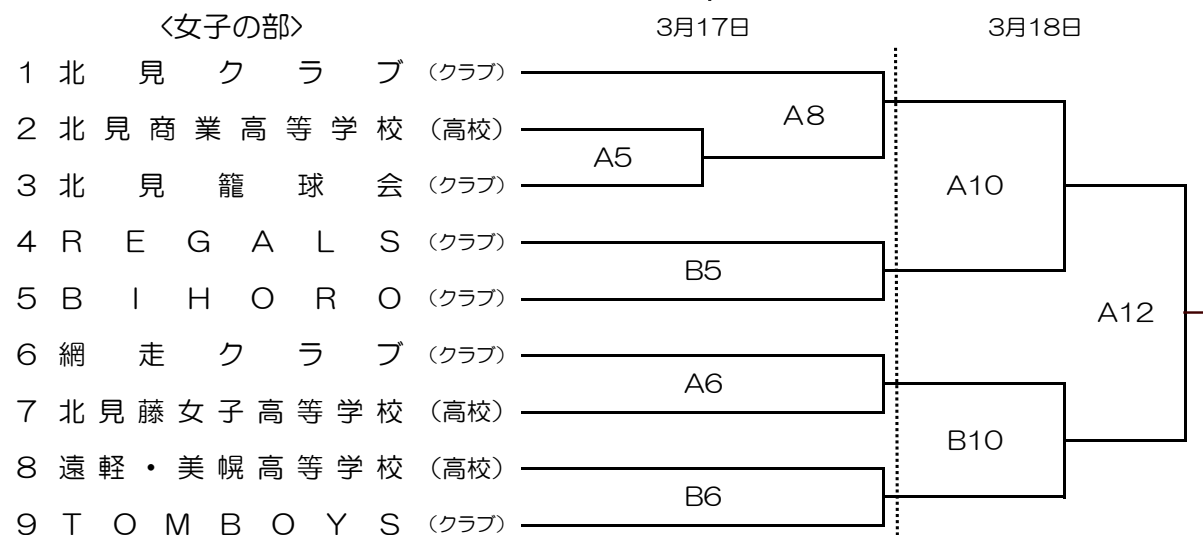 〈女子の部〉 3月17日 3月18日
1 北見クラブ (クラブ)
A8
2 北見商業高等学校 (高校)
A5
3 北見籠球会 (クラブ) A10
4 REGALS (クラブ)
B5
5 BIHORO (クラブ)
A12
6 網走クラブ (クラブ)
A6
7 北見藤女子高等学校 (高校)
B10
8 遠軽・美幌高等学校 (高校)
B6
9 TOMBOYS (クラブ)